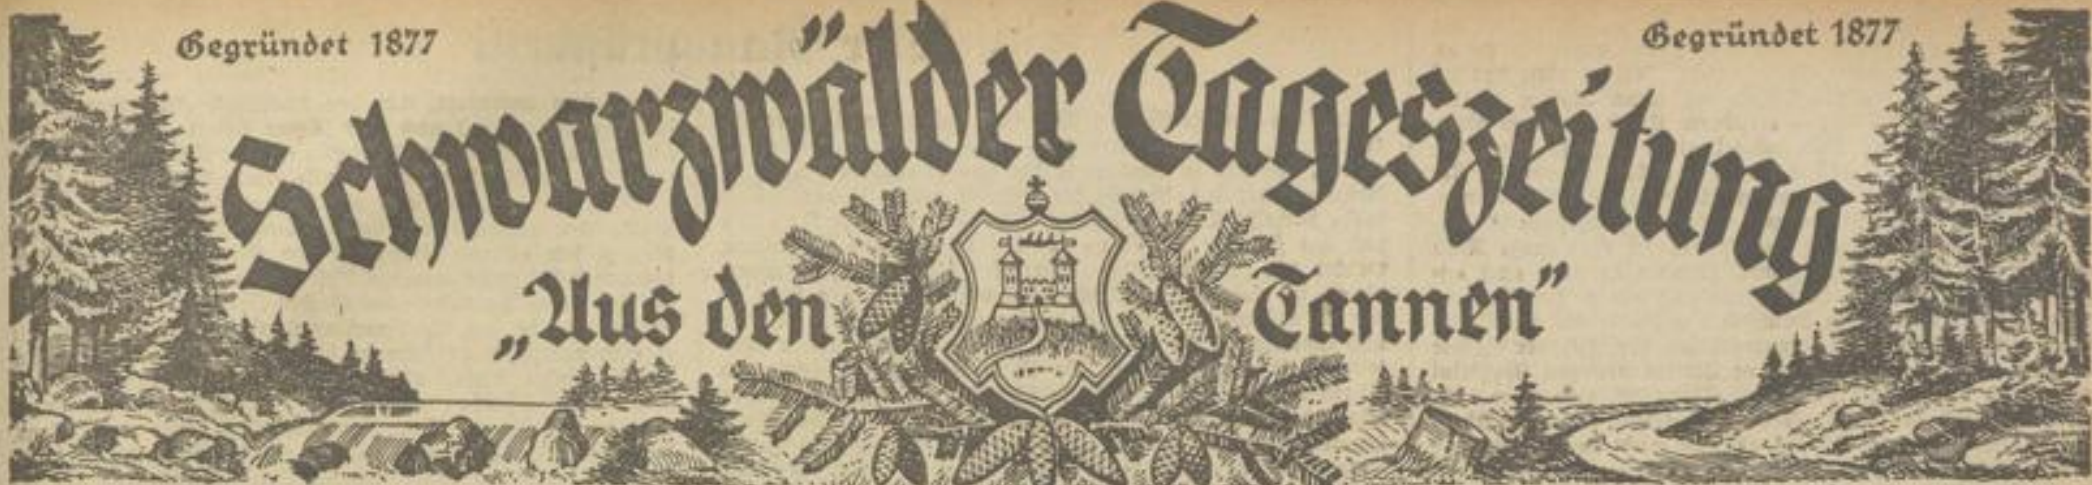 Gegründet 1877
Gegründet 1877
Schwarzwälder Tageszeitung
„Aus den Tannen"